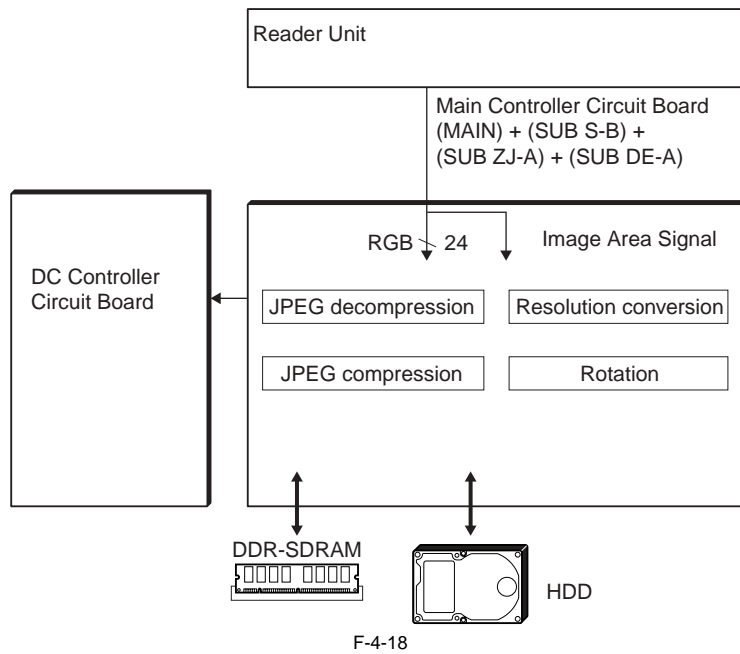 Reader Unit
Main Controller Circuit Board
(MAIN) + (SUB S-B) +
(SUB ZJ-A) + (SUB DE-A)
RGB 24
Image Area Signal
DC Controller
Circuit Board
JPEG decompression
Resolution conversion
JPEG compression
Rotation
DDR-SDRAM
HDD
F-4-18